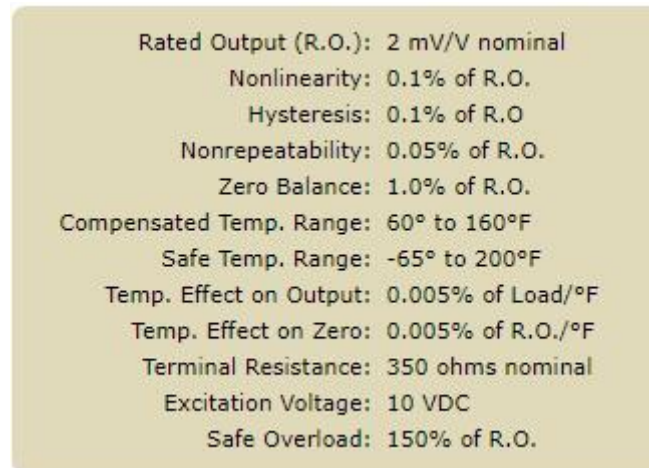 Rated Output (R.O.): 2 mV/V nominal
Nonlinearity: 0.1% of R.O.
Hysteresis: 0.1% of R.O
Nonrepeatability: 0.05% of R.O.
Zero Balance: 1.0% of R.O.
Compensated Temp. Range: 60° to 160°F
Safe Temp. Range: -65° to 200°F
Temp. Effect on Output: 0.005% of Load/°F
Temp. Effect on Zero: 0.005% of R.O./°F
Terminal Resistance: 350 ohms nominal
Excitation Voltage: 10 VDC
Safe Overload: 150% of R.O.